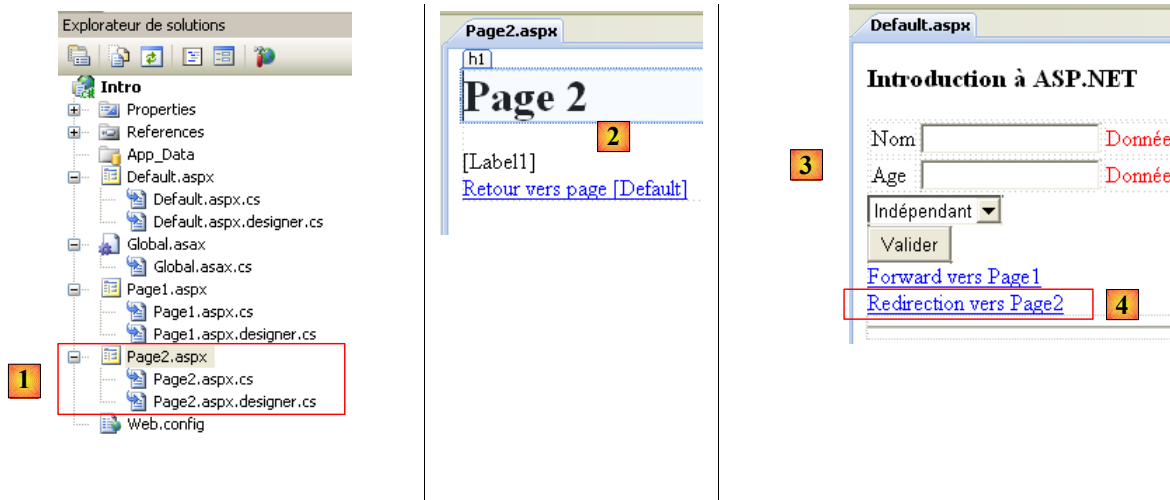 Explorateur de solutions
Intro
Properties
References
App_Data
Default.aspx
Default.aspx.cs
Default.aspx.designer.cs
Global.asax
Global.asax.cs
Page1.aspx
Page1.aspx.cs
Page1.aspx.designer.cs
Page2.aspx
1
Page2.aspx.cs
Page2.aspx.designer.cs
Web.config
Page2.aspx
h1
Page 2
2
[Label1]
Retour vers page [Default]
Default.aspx
Introduction à ASP.NET
Nom Donnée
3
Age Donnée
Indépendant
Valider
Forward vers Page1
Redirection vers Page2
4